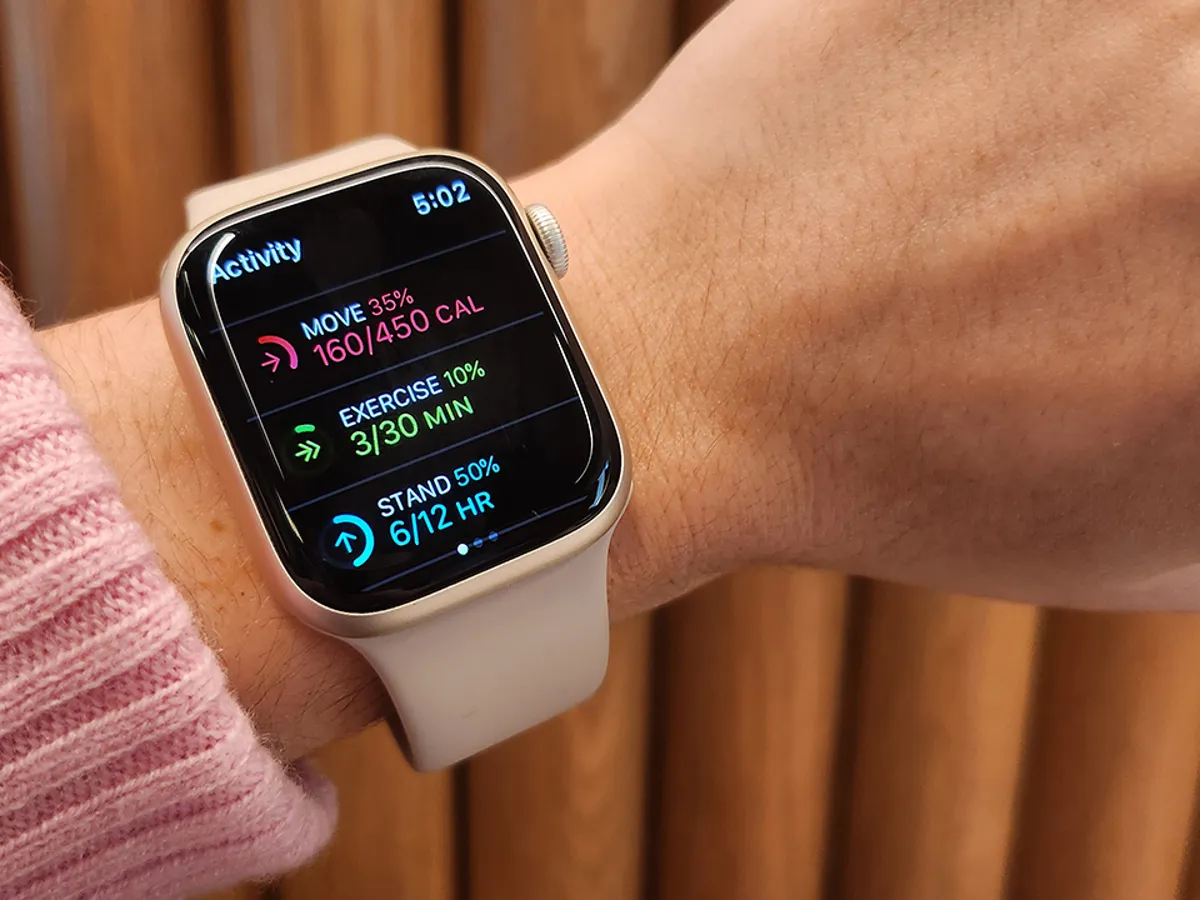 5:02
Activity
MOVE 35%
160/450 CAL
EXERCISE 10%
3/30 MIN
STAND 50%
6/12 HR